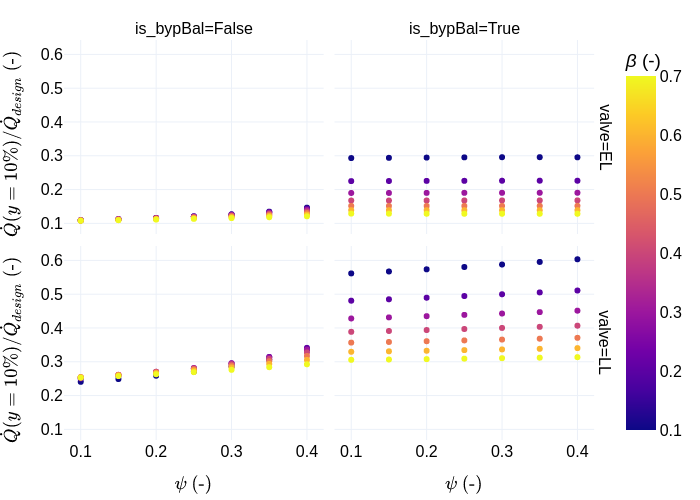 is_bypBal=False
is_bypBal=True
β (-)
0.7
0.6
0.5
0.4
0.3
0.2
0.1
0.6
0.5
0.4
0.3
0.2
0.1
Q̇(y = 10%)/Q̇design (-)
valve=EL
0.6
0.5
0.4
0.3
0.2
0.1
Q̇(y = 10%)/Q̇design (-)
valve=LL
0.1 0.2 0.3 0.4
0.1 0.2 0.3 0.4
ψ (-)
ψ (-)